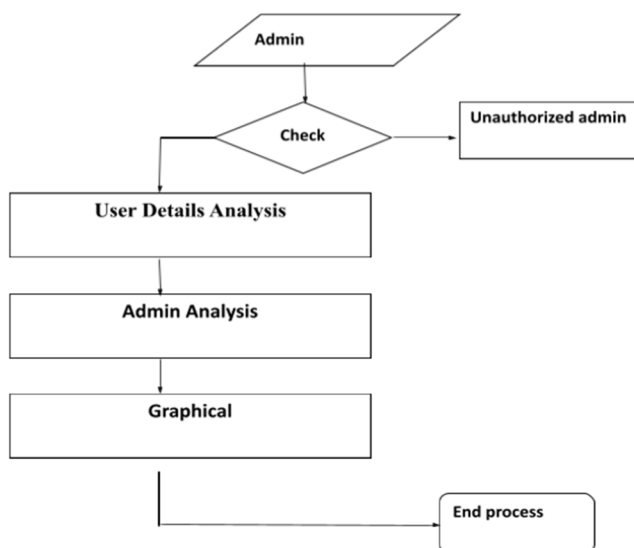 Admin
Check
Unauthorized admin
User Details Analysis
Admin Analysis
Graphical
End process